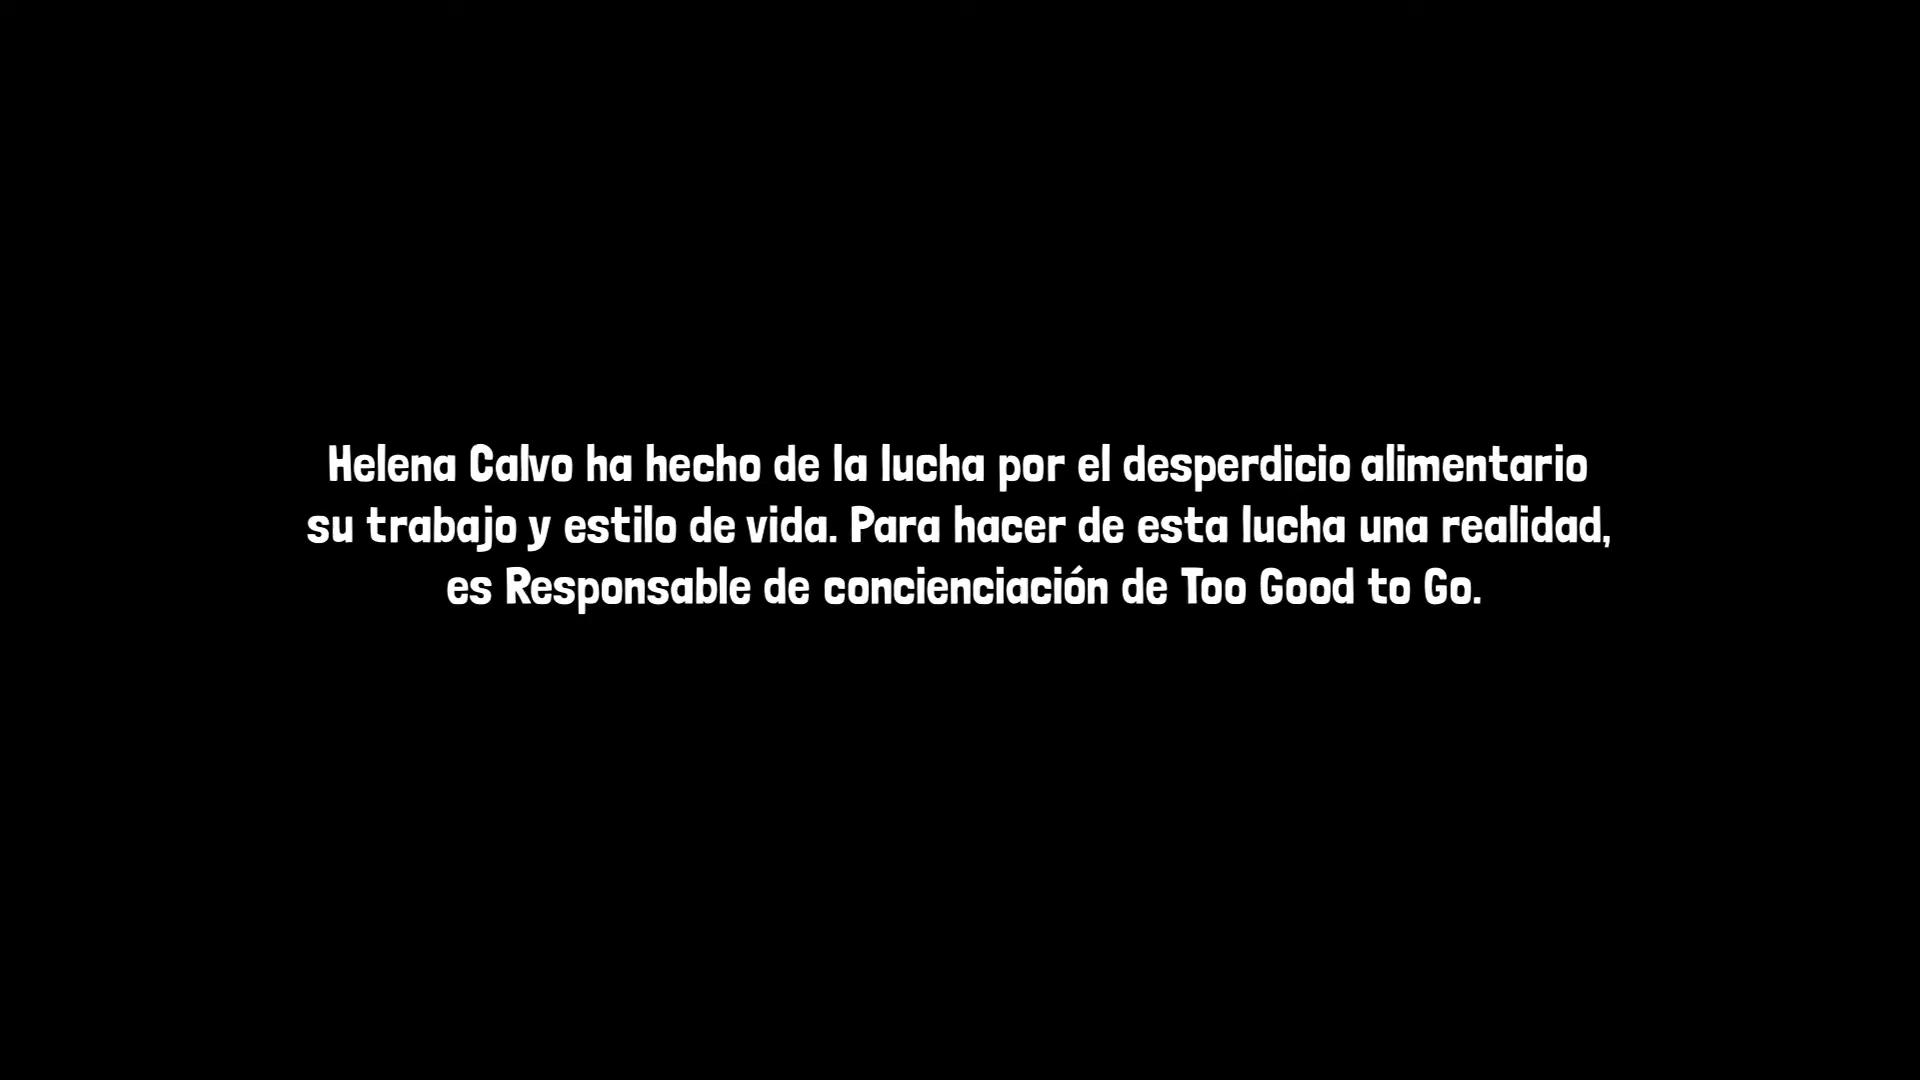 Helena Calvo ha hecho de la lucha por el desperdicio alimentario
su trabajo y estilo de vida. Para hacer de esta lucha una realidad,
es Responsable de concienciación de Too Good to Go.